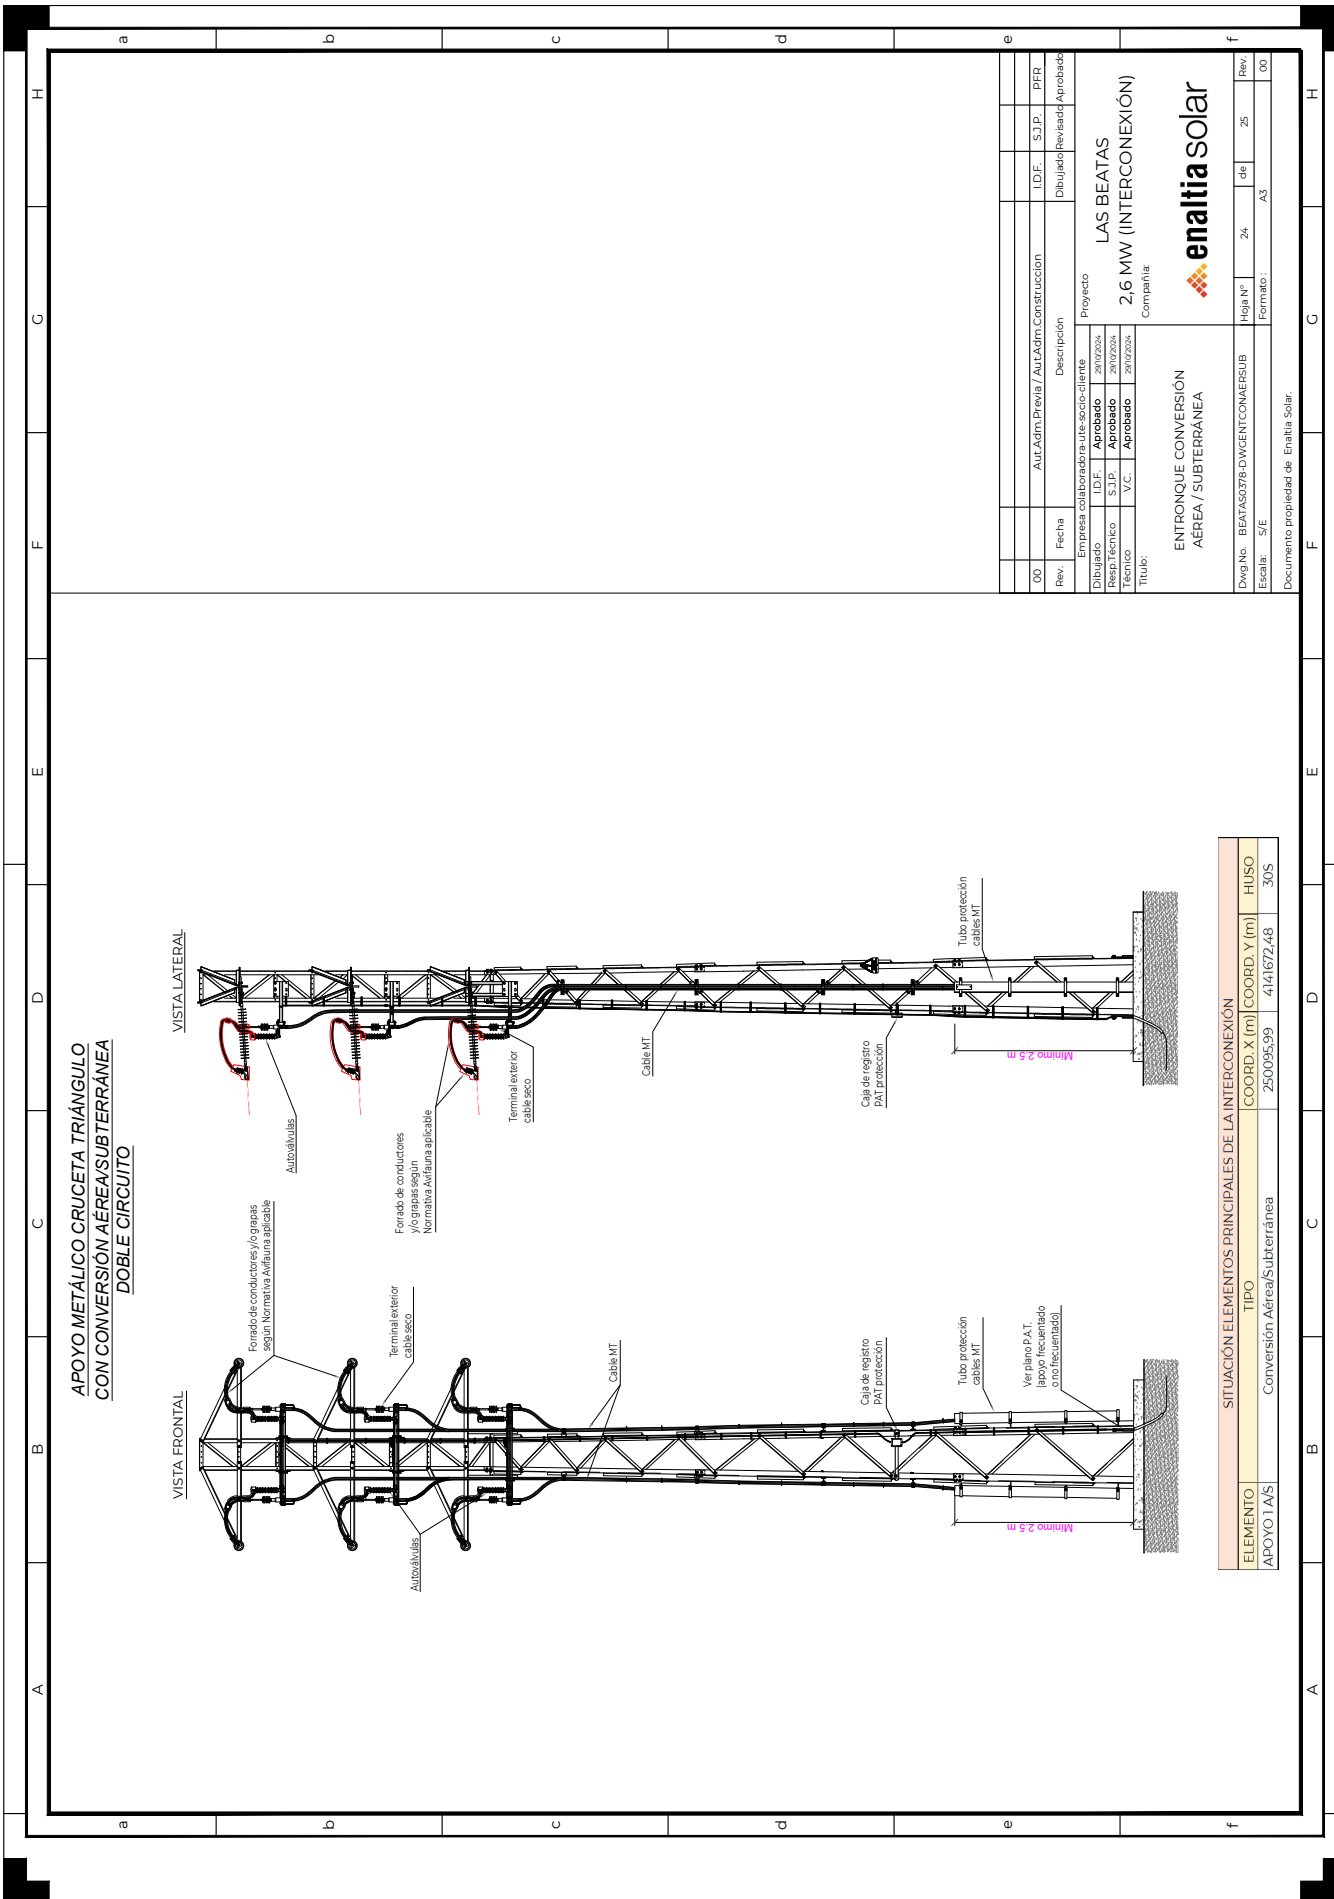 APOYO METÁLICO CRUCETA TRIÁNGULO
CON CONVERSIÓN AÉREA/SUBTERRÁNEA
DOBLE CIRCUITO
VISTA FRONTAL
VISTA LATERAL
Forrado de conductores y/o grapas
según Normativa Avifauna aplicable
Terminal exterior
cable seco
Autoválvulas
Cable MT
Caja de registro
PAT protección
Tubo protección
cables MT
Ver plano P.A.T.
(apoyo frecuentado
o no frecuentado)
Mínimo 2.5 m
Autoválvulas
Forrado de conductores
y/o grapas según
Normativa Avifauna aplicable
Terminal exterior
cable seco
Cable MT
Caja de registro
PAT protección
Tubo protección
cables MT
Mínimo 2.5 m
SITUACIÓN ELEMENTOS PRINCIPALES DE LA INTERCONEXIÓN
ELEMENTO TIPO COORD. X (m) COORD. Y (m) HUSO
APOYO 1 A/S Conversión Aérea/Subterránea 250095,99 4141672,48 30S
00 Aut.Adm.Previa / Aut.Adm.Construccion I.D.F. S.J.P. PFR
Rev. Fecha Descripción Dibujado Revisado Aprobado
Empresa colaboradora-ute-socio-cliente
Dibujado I.D.F. Aprobado 29/10/2024
Resp.Técnico S.J.P. Aprobado 29/10/2024
Técnico V.C. Aprobado 29/10/2024
Proyecto
LAS BEATAS
2,6 MW (INTERCONEXIÓN)
Compañia:
enaltia solar
Titulo:
ENTRONQUE CONVERSIÓN
AÉREA / SUBTERRÁNEA
Dwg.No. BEATAS0378-DWGENTCONAERSUB Hoja Nº 24 de 25 Rev.
Escala: S/E Formato : A3 00
Documento propiedad de Enaltia Solar.
A B C D E F G H
A B C D E F G H
a b c d e f
a b c d e f